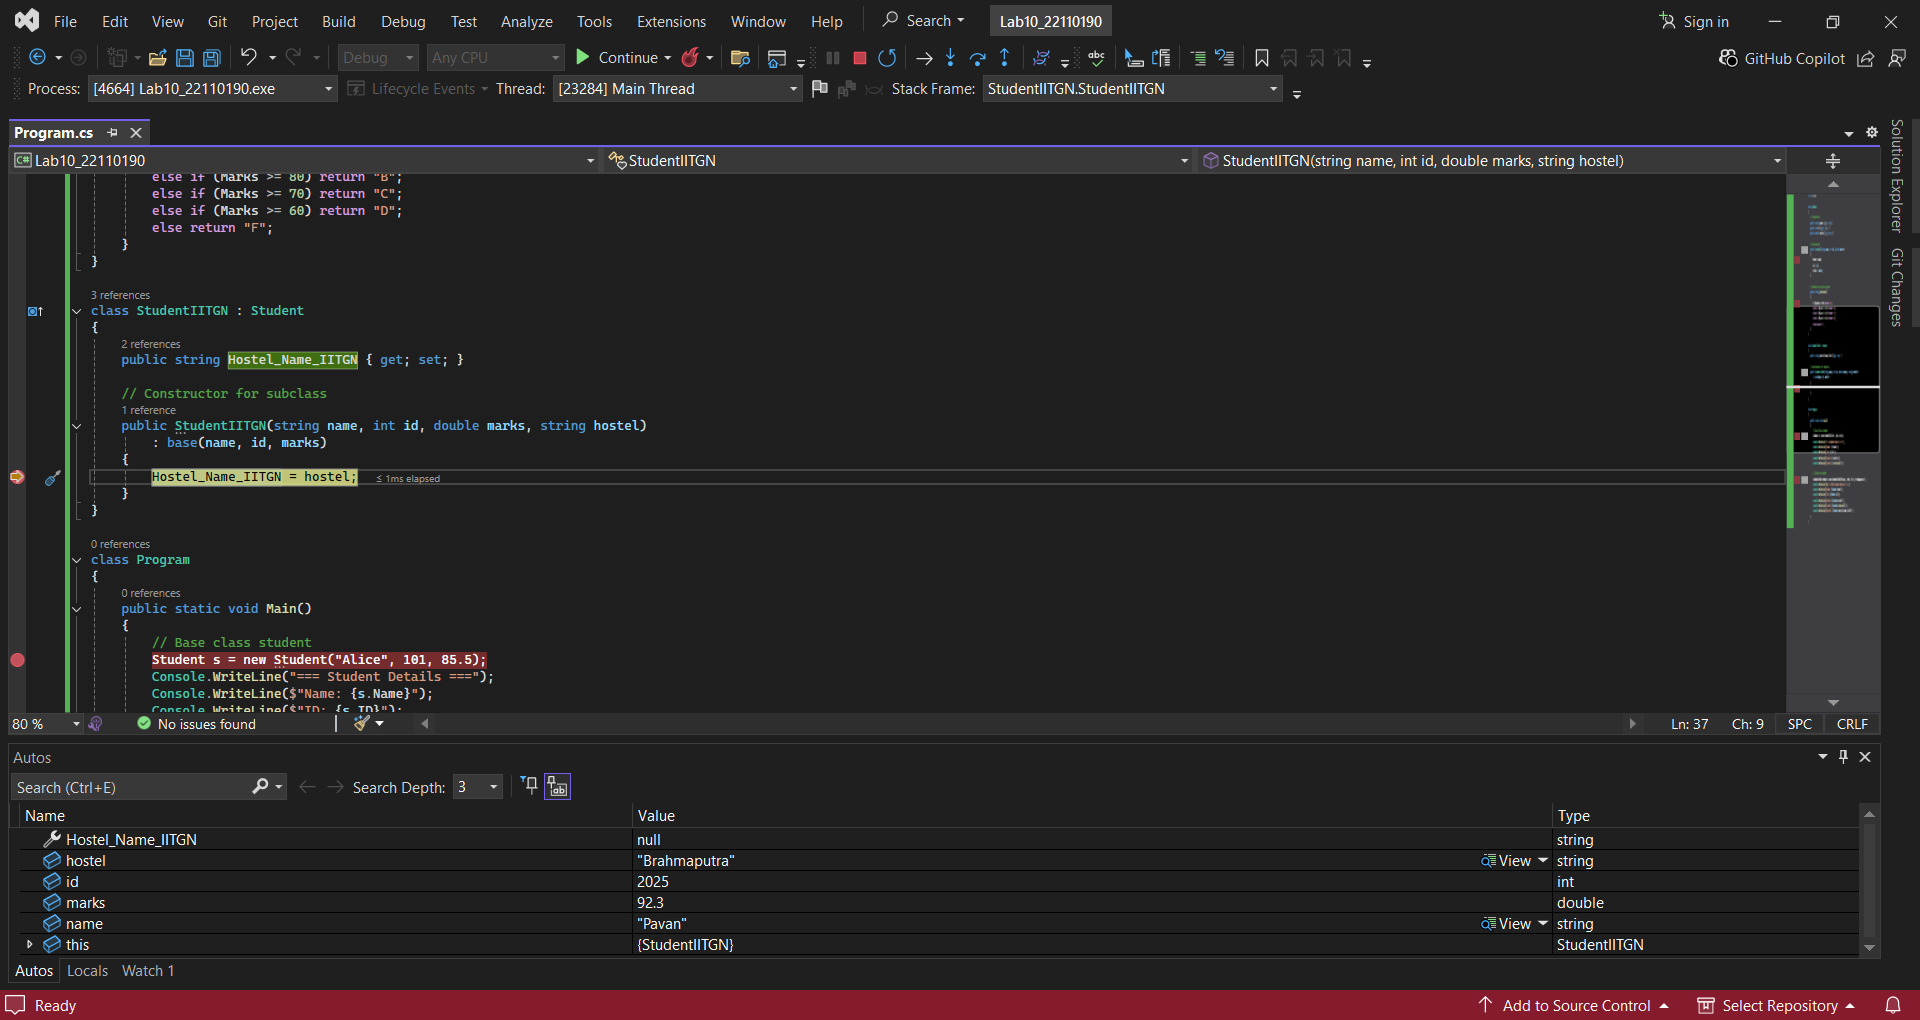 File Edit View Git Project Build Debug Test Analyze Tools Extensions Window Help Search Lab10_22110190 Sign in
Debug Any CPU Continue abc GitHub Copilot
Process: [4664] Lab10_22110190.exe Lifecycle Events Thread: [23284] Main Thread Stack Frame: StudentIITGN.StudentIITGN
Program.cs
C# Lab10_22110190 StudentIITGN StudentIITGN(string name, int id, double marks, string hostel)
else if (Marks >= 80) return "B";
else if (Marks >= 70) return "C";
else if (Marks >= 60) return "D";
else return "F";
}
}
3 references
class StudentIITGN : Student
{
2 references
public string Hostel_Name_IITGN { get; set; }
// Constructor for subclass
1 reference
public StudentIITGN(string name, int id, double marks, string hostel)
: base(name, id, marks)
{
Hostel_Name_IITGN = hostel; ≤ 1ms elapsed
}
}
0 references
class Program
{
0 references
public static void Main()
{
// Base class student
Student s = new Student("Alice", 101, 85.5);
Console.WriteLine("=== Student Details ===");
Console.WriteLine($"Name: {s.Name}");
Console.WriteLine($"ID: {s.ID}");
80 % No issues found Ln: 37 Ch: 9 SPC CRLF
Solution Explorer
Git Changes
Autos
Search (Ctrl+E) Search Depth: 3
Name Value Type
Hostel_Name_IITGN null string
hostel "Brahmaputra" View string
id 2025 int
marks 92.3 double
name "Pavan" View string
this {StudentIITGN} StudentIITGN
Autos Locals Watch 1
Ready Add to Source Control Select Repository